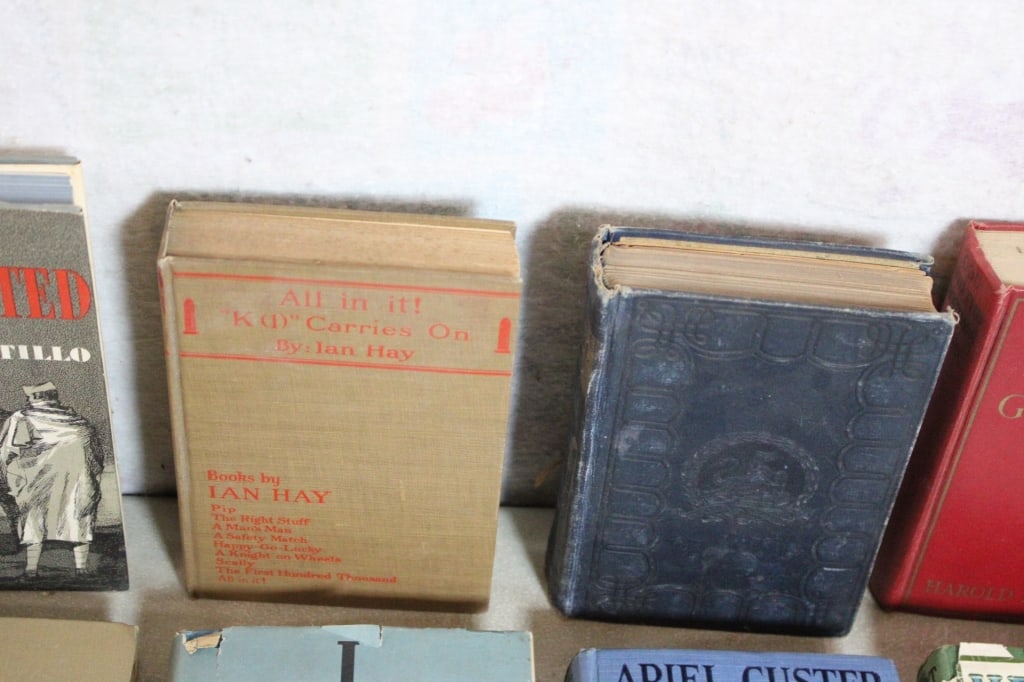 TED
TILLO
All in it!
"K (1)" Carries On
By: Ian Hay
Books by
IAN HAY
Pip
The Right Stuff
A Man's Man
A Safety Match
Happy-Go-Lucky
A Knight on Wheels
Scally
The First Hundred Thousand
All in it!
G
HAROLD
I
ARIEL CUSTER